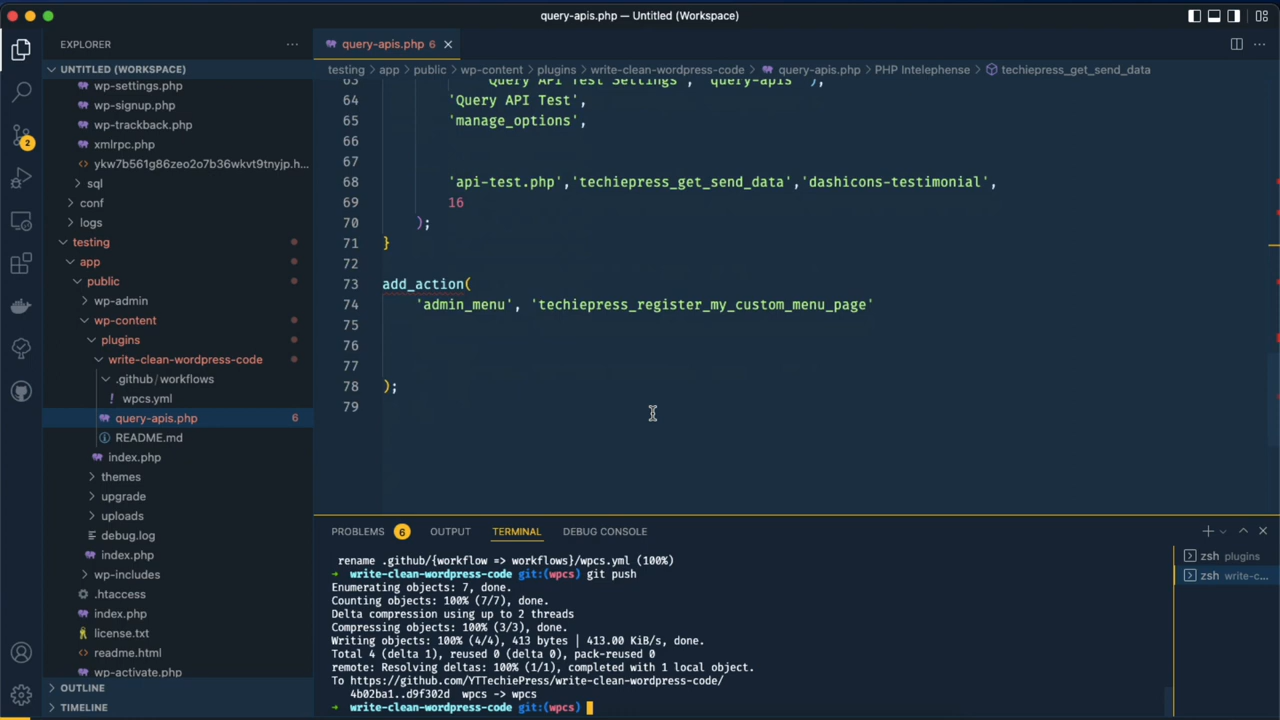 query-apis.php — Untitled (Workspace)
EXPLORER
UNTITLED (WORKSPACE)
wp-settings.php
wp-signup.php
wp-trackback.php
xmlrpc.php
ykw7b561g86zeo2o7b36wkvt9tnyjp.h...
sql
conf
logs
testing
app
public
wp-admin
wp-content
plugins
write-clean-wordpress-code
.github/workflows
wpcs.yml
query-apis.php 6
README.md
index.php
themes
upgrade
uploads
debug.log
index.php
wp-includes
.htaccess
index.php
license.txt
readme.html
wp-activate.php
OUTLINE
TIMELINE
2
query-apis.php 6
testing > app > public > wp-content > plugins > write-clean-wordpress-code > query-apis.php > PHP Intelephense > techiepress_get_send_data
63 'Query API Test Settings', 'query-apis' ),
64 'Query API Test',
65 'manage_options',
66
67
68 'api-test.php','techiepress_get_send_data','dashicons-testimonial',
69 16
70 );
71 }
72
73 add_action(
74 'admin_menu', 'techiepress_register_my_custom_menu_page'
75
76
77
78 );
79
PROBLEMS 6 OUTPUT TERMINAL DEBUG CONSOLE
rename .github/{workflow => workflows}/wpcs.yml (100%)
→ write-clean-wordpress-code git:(wpcs) git push
Enumerating objects: 7, done.
Counting objects: 100% (7/7), done.
Delta compression using up to 2 threads
Compressing objects: 100% (3/3), done.
Writing objects: 100% (4/4), 413 bytes | 413.00 KiB/s, done.
Total 4 (delta 1), reused 0 (delta 0), pack-reused 0
remote: Resolving deltas: 100% (1/1), completed with 1 local object.
To https://github.com/YTTechiePress/write-clean-wordpress-code/
4b02ba1..d9f302d wpcs -> wpcs
→ write-clean-wordpress-code git:(wpcs)
zsh plugins
zsh write-c...